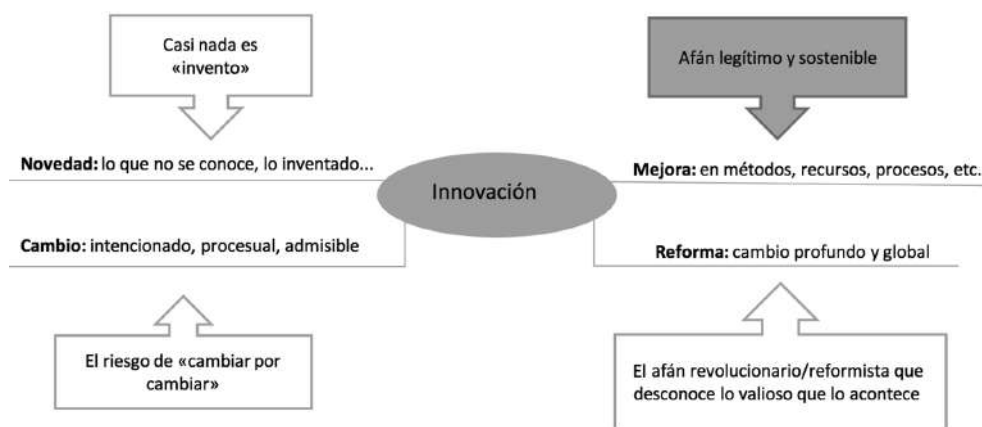 Casi nada es
«invento»
Afán legítimo y sostenible
Novedad: lo que no se conoce, lo inventado...
Innovación
Mejora: en métodos, recursos, procesos, etc.
Cambio: intencionado, procesual, admisible
Reforma: cambio profundo y global
El riesgo de «cambiar por
cambiar»
El afán revolucionario/reformista que
desconoce lo valioso que lo acontece